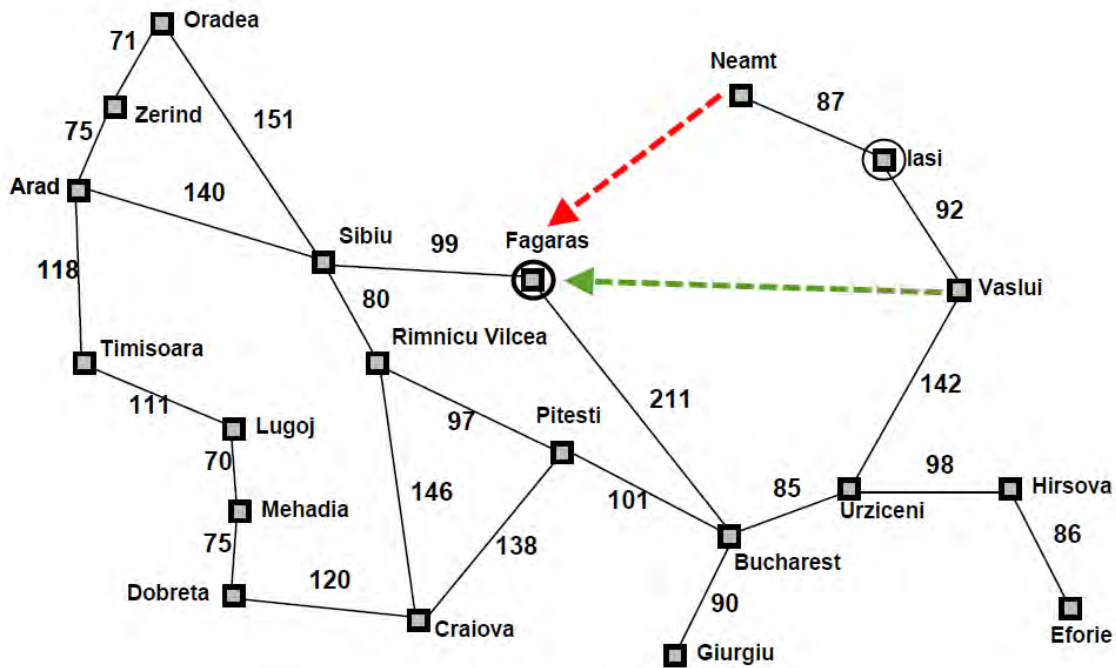 Oradea
71
Neamt
87
Zerind
75
151
Iasi
Arad
140
92
Sibiu
99
Fagaras
118
80
Vaslui
Timisoara
Rimnicu Vilcea
142
111
211
Lugoj
97
Pitesti
70
98
Hirsova
146
101
85
Urziceni
Mehadia
86
75
138
Bucharest
Dobreta
120
90
Craiova
Eforie
Giurgiu